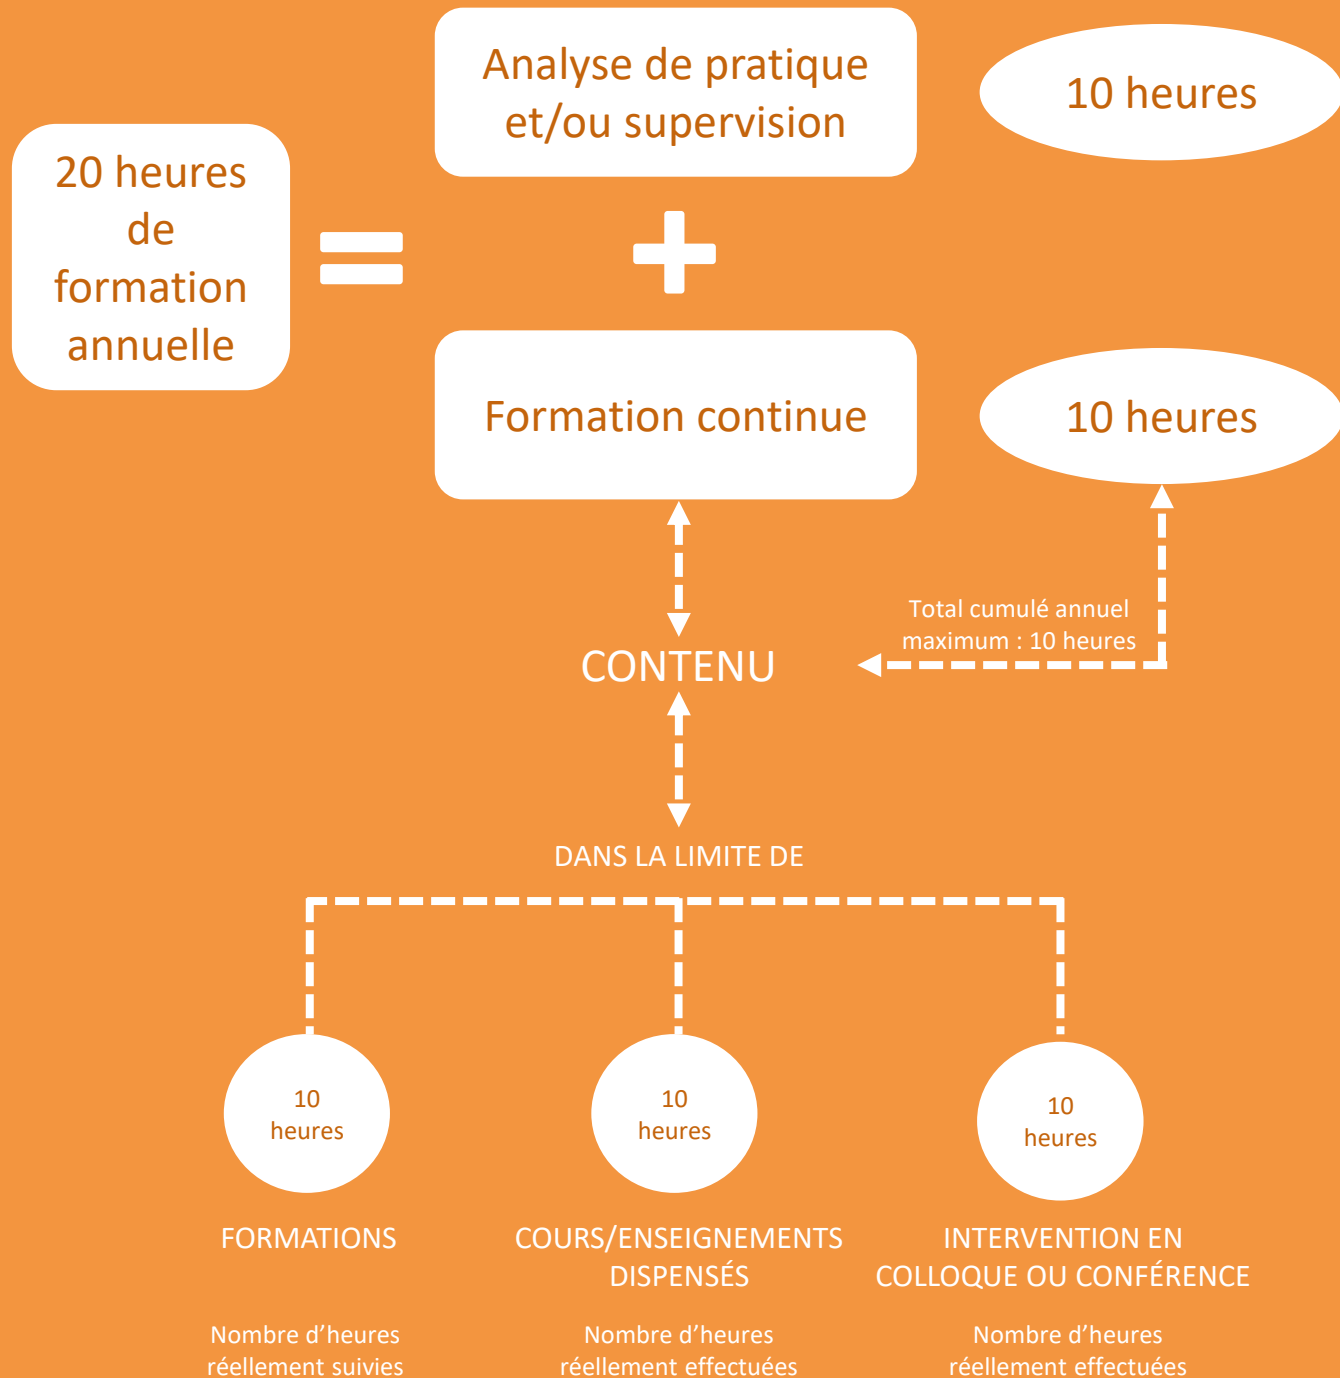 20 heures
de
formation
annuelle
Analyse de pratique
et/ou supervision
10 heures
Formation continue
10 heures
Total cumulé annuel
maximum : 10 heures
CONTENU
DANS LA LIMITE DE
10
heures
10
heures
10
heures
FORMATIONS
COURS/ENSEIGNEMENTS
DISPENSÉS
INTERVENTION EN
COLLOQUE OU CONFÉRENCE
Nombre d’heures
réellement suivies
Nombre d’heures
réellement effectuées
Nombre d’heures
réellement effectuées